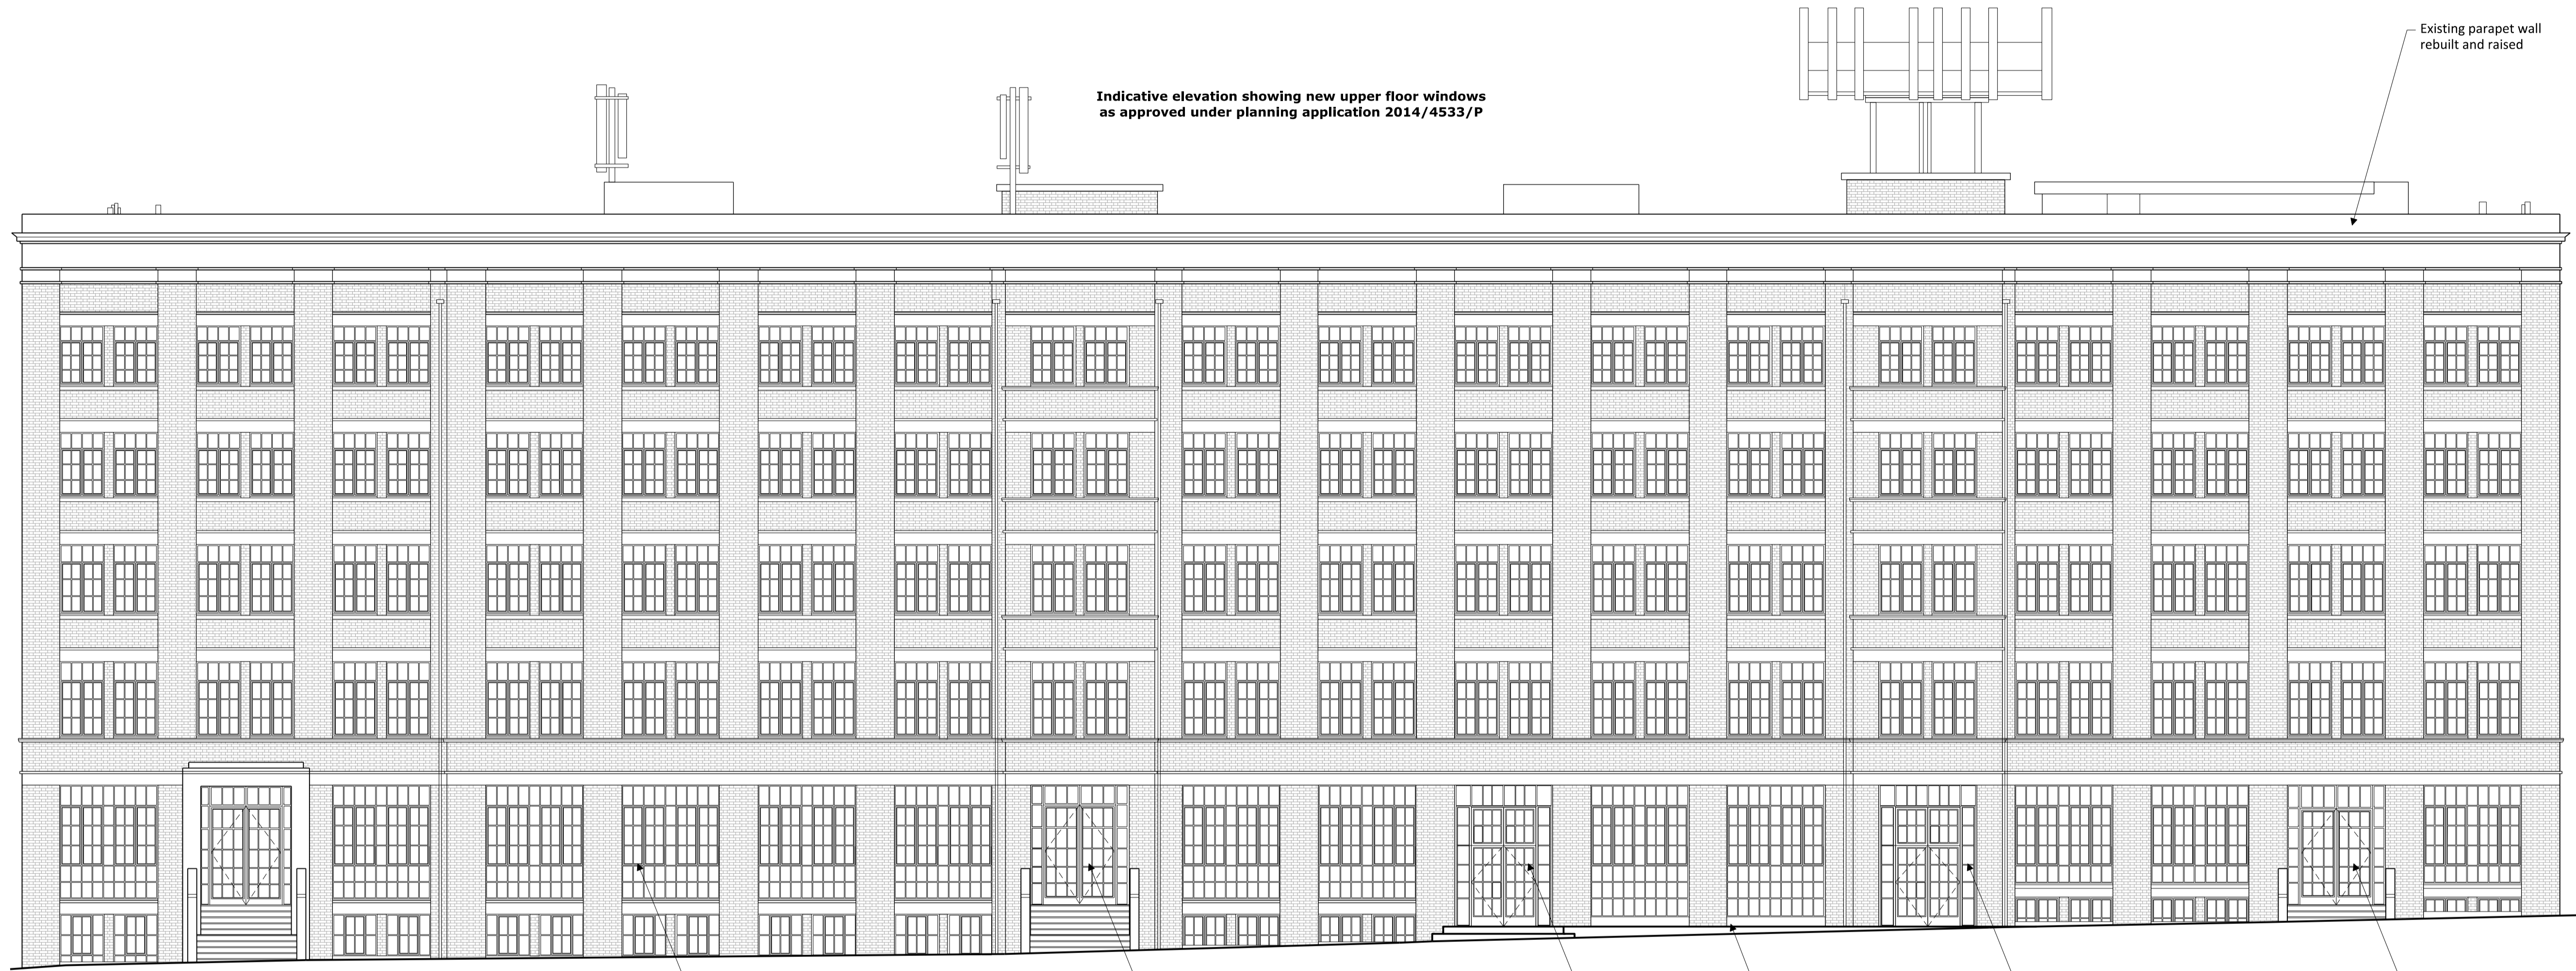 Existing parapet wall
rebuilt and raised
Indicative elevation showing new upper floor windows
as approved under planning application 2014/4533/P